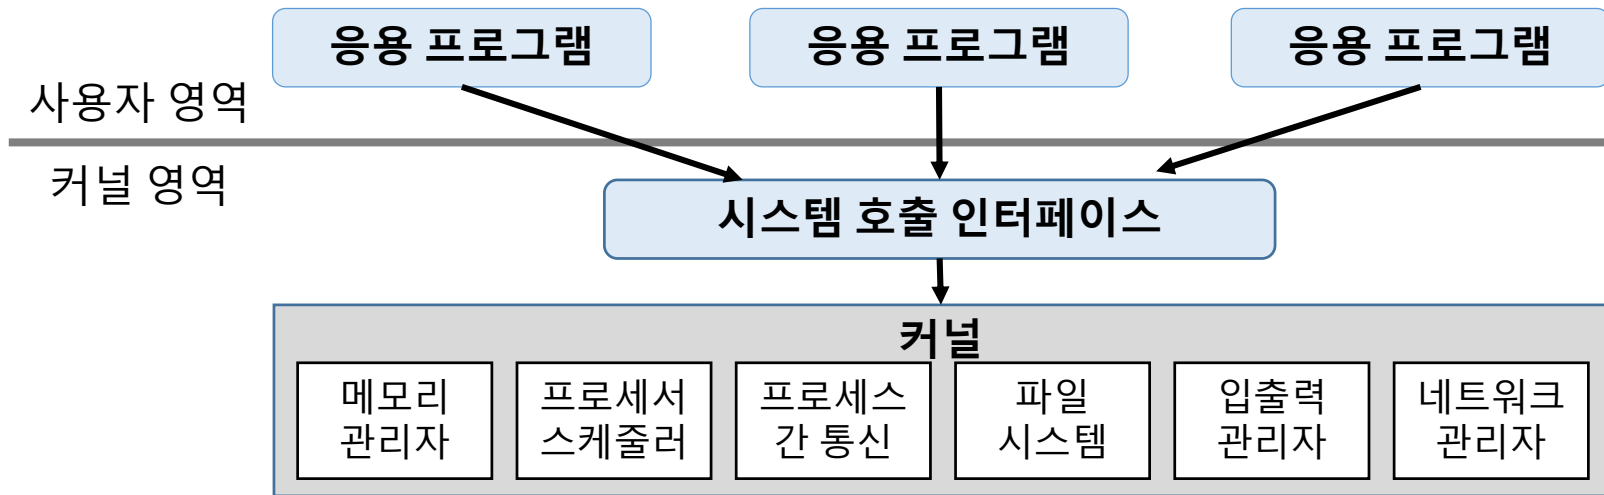 응용 프로그램
응용 프로그램
응용 프로그램
사용자 영역
커널 영역
시스템 호출 인터페이스
커널
메모리
관리자
프로세서
스케줄러
프로세스
간 통신
파일
시스템
입출력
관리자
네트워크
관리자